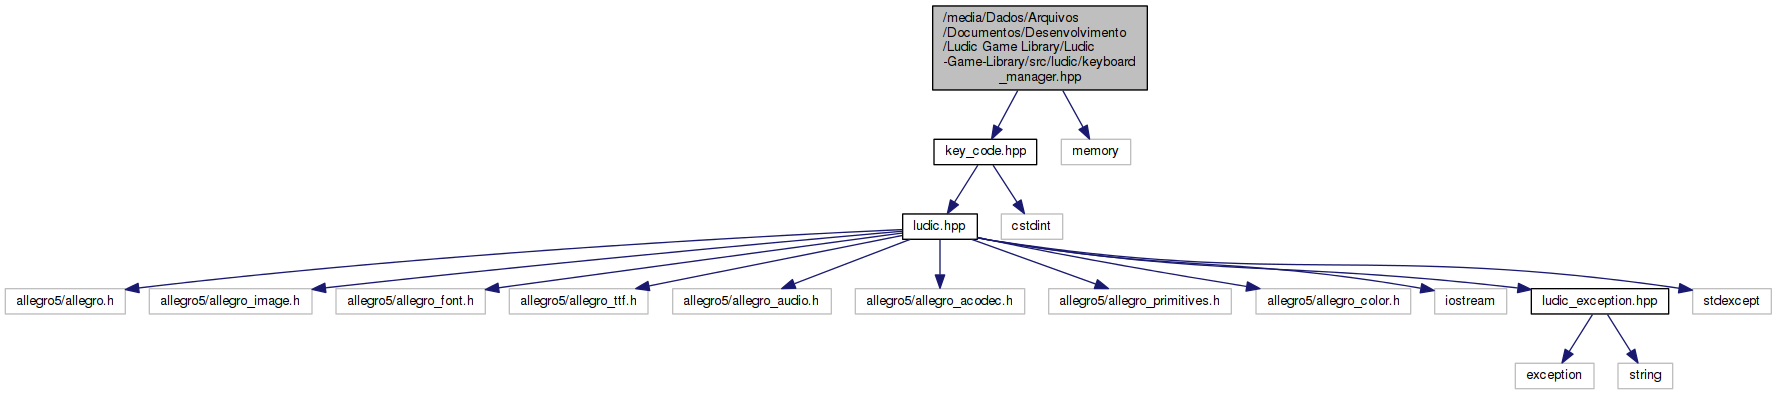 /media/Dados/Arquivos
/Documentos/Desenvolvimento
/Ludic Game Library/Ludic
-Game-Library/src/ludic/keyboard
_manager.hpp
key_code.hpp
memory
ludic.hpp
cstdint
allegro5/allegro.h
allegro5/allegro_image.h
allegro5/allegro_font.h
allegro5/allegro_ttf.h
allegro5/allegro_audio.h
allegro5/allegro_acodec.h
allegro5/allegro_primitives.h
allegro5/allegro_color.h
iostream
ludic_exception.hpp
stdexcept
exception
string